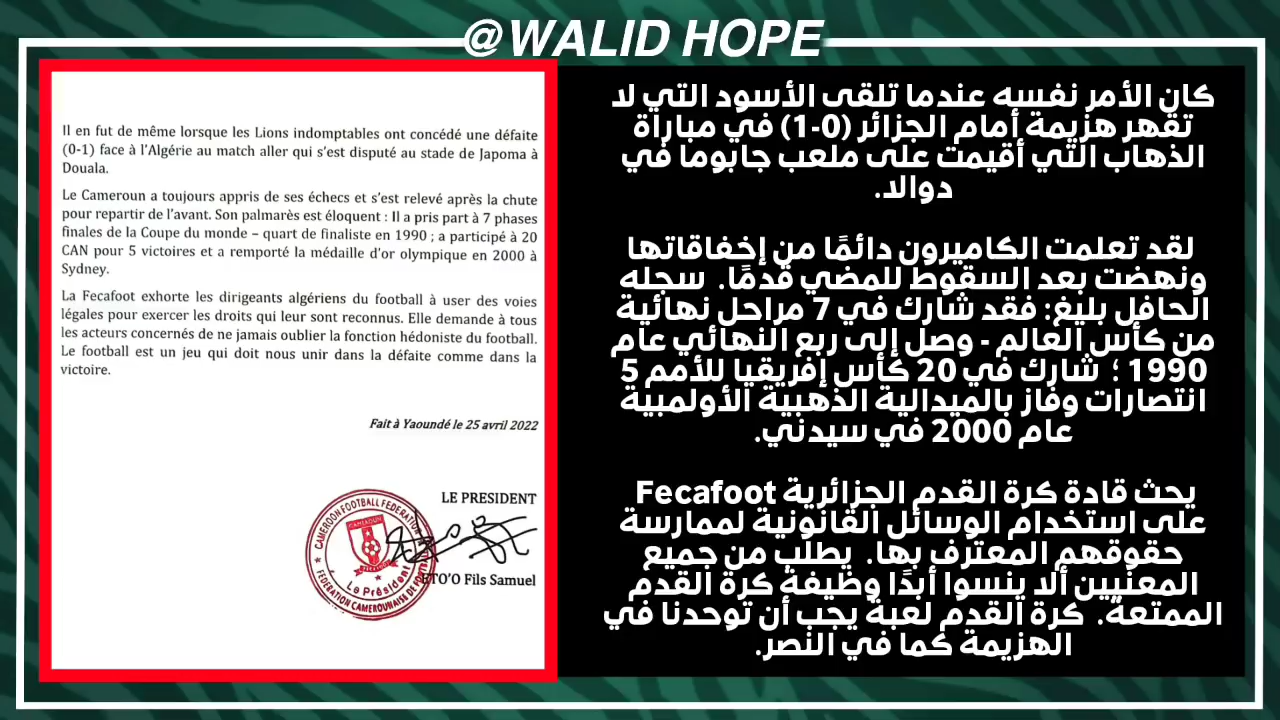 @WALID HOPE
Il en fut de même lorsque les Lions indomptables ont concédé une défaite
(0-1) face à l'Algérie au match aller qui s'est disputé au stade de Japoma à
Douala.
Le Cameroun a toujours appris de ses échecs et s'est relevé après la chute
pour repartir de l'avant. Son palmarès est éloquent : Il a pris part à 7 phases
finales de la Coupe du monde – quart de finaliste en 1990 ; a participé à 20
CAN pour 5 victoires et a remporté la médaille d'or olympique en 2000 à
Sydney.
La Fecafoot exhorte les dirigeants algériens du football à user des voies
légales pour exercer les droits qui leur sont reconnus. Elle demande à tous
les acteurs concernés de ne jamais oublier la fonction hédoniste du football.
Le football est un jeu qui doit nous unir dans la défaite comme dans la
victoire.
Fait à Yaoundé le 25 avril 2022
LE PRESIDENT
CAMEROON FOOTBALL FEDERATION
CAMEROUN
Le Président
FEDERATION CAMEROUNAISE DE FOOTBALL
ETO'O Fils Samuel
كان الأمر نفسه عندما تلقى الأسود التي لا
تقهر هزيمة أمام الجزائر (0-1) في مباراة
الذهاب التي أقيمت على ملعب جابوما في
دوالا.
لقد تعلمت الكاميرون دائمًا من إخفاقاتها
ونهضت بعد السقوط للمضي قدمًا. سجله
الحافل بليغ: فقد شارك في 7 مراحل نهائية
من كأس العالم - وصل إلى ربع النهائي عام
1990 ؛ شارك في 20 كأس إفريقيا للأمم 5
انتصارات وفاز بالميدالية الذهبية الأولمبية
عام 2000 في سيدني.
يحث قادة كرة القدم الجزائرية Fecafoot
على استخدام الوسائل القانونية لممارسة
حقوقهم المعترف بها. يطلب من جميع
المعنيين ألا ينسوا أبدًا وظيفة كرة القدم
الممتعة. كرة القدم لعبة يجب أن توحدنا في
الهزيمة كما في النصر.